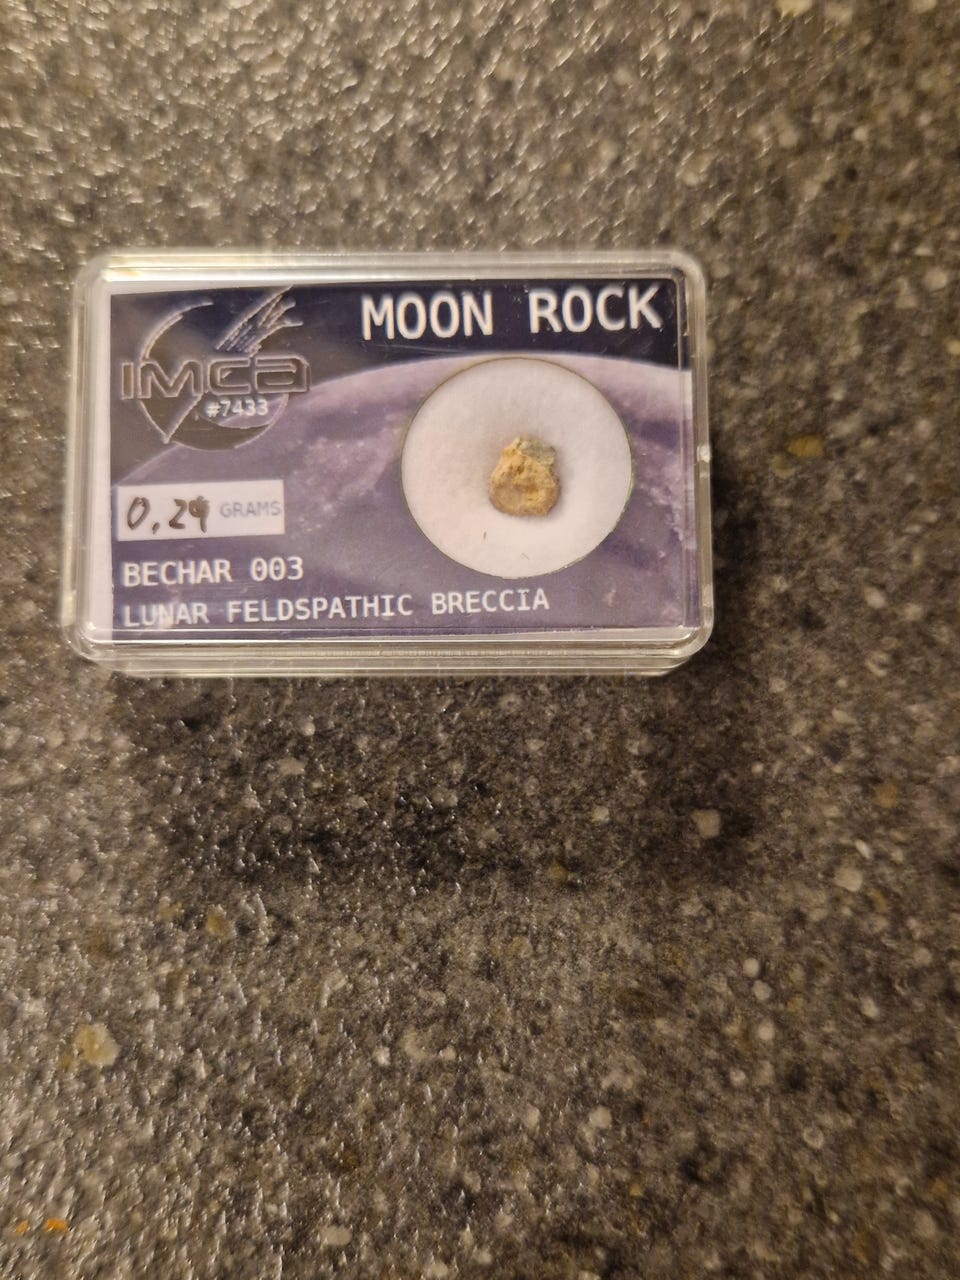 MOON ROCK
IMCA
#7433
0.29 GRAMS
BECHAR 003
LUNAR FELDSPATHIC BRECCIA